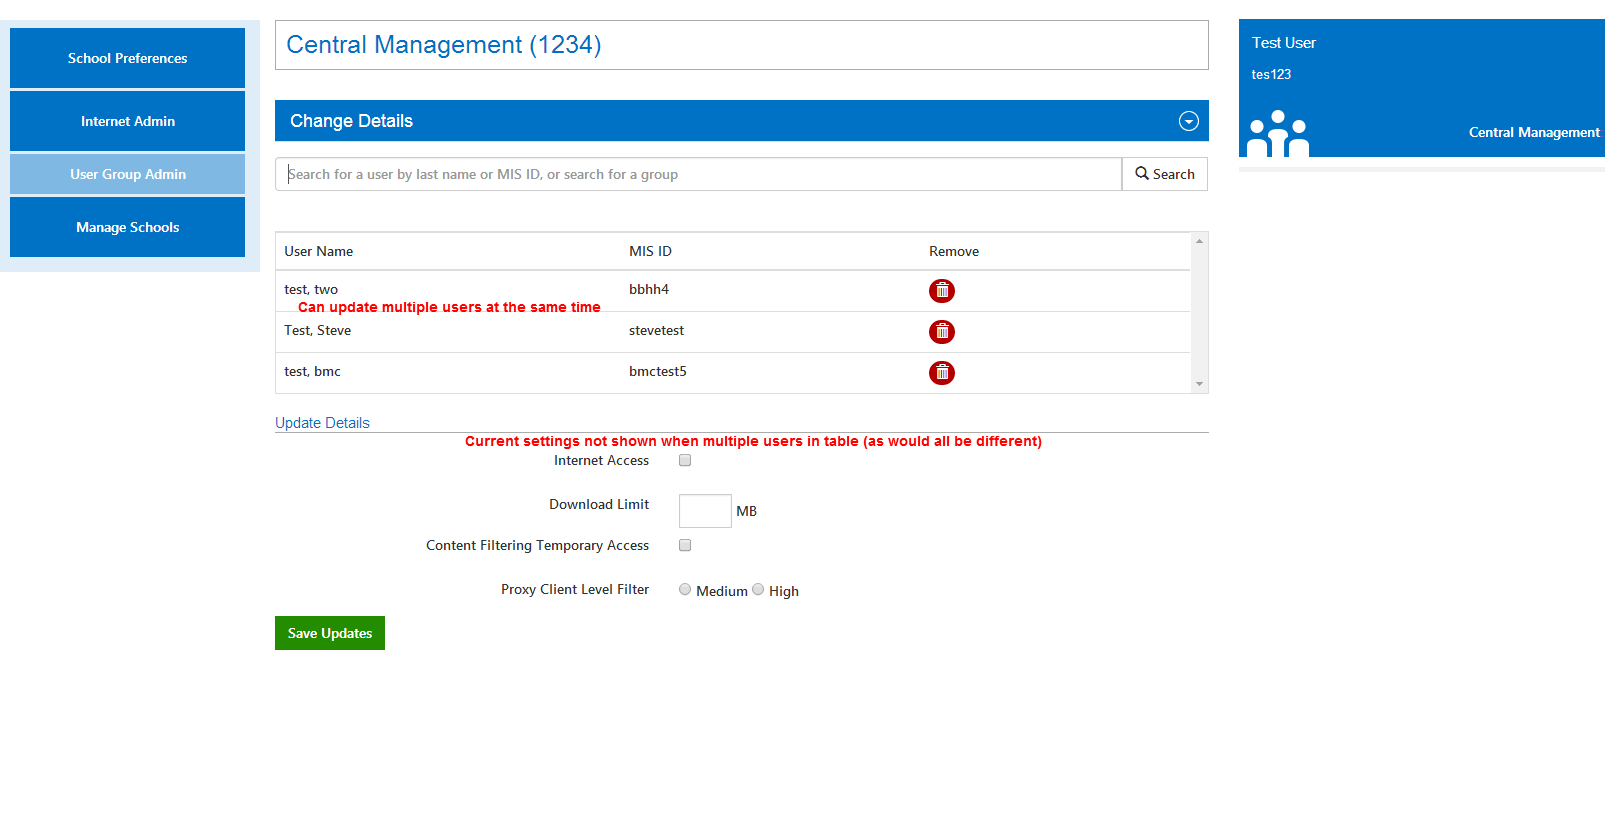 School Preferences
Internet Admin
User Group Admin
Manage Schools
Central Management (1234)
Change Details
Search for a user by last name or MIS ID, or search for a group
Search
User Name MIS ID Remove
test, two bbhh4
Can update multiple users at the same time
Test, Steve stevetest
test, bmc bmctest5
Update Details
Current settings not shown when multiple users in table (as would all be different)
Internet Access
Download Limit MB
Content Filtering Temporary Access
Proxy Client Level Filter Medium High
Save Updates
Test User
tes123
Central Management